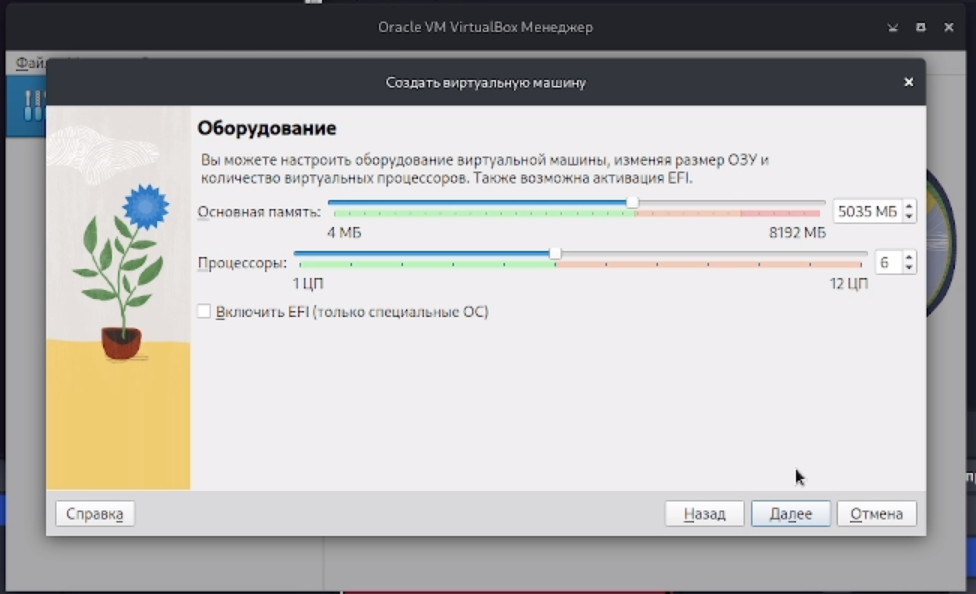 Oracle VM VirtualBox Менеджер
Файл
Создать виртуальную машину
Оборудование
Вы можете настроить оборудование виртуальной машины, изменяя размер ОЗУ и
количество виртуальных процессоров. Также возможна активация EFI.
Основная память: 5035 МБ
4 МБ 8192 МБ
Процессоры: 6
1 ЦП 12 ЦП
Включить EFI (только специальные ОС)
Справка Назад Далее Отмена